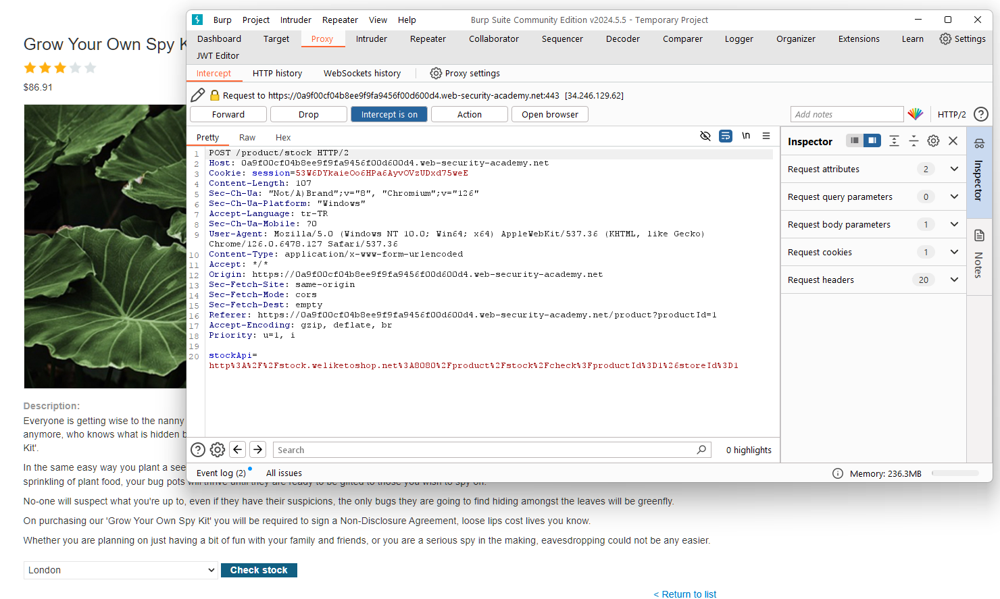 Grow Your Own Spy K
$86.91
Description:
Everyone is getting wise to the nanny
anymore, who knows what is hidden b
Kit'.
In the same easy way you plant a see
sprinkling of plant food, your bug pots will thrive until they are ready to be gifted to those you wish to spy on.
No-one will suspect what you're up to, even if they have their suspicions, the only bugs they are going to find hiding amongst the leaves will be greenfly.
On purchasing our 'Grow Your Own Spy Kit' you will be required to sign a Non-Disclosure Agreement, loose lips cost lives you know.
Whether you are planning on just having a bit of fun with your family and friends, or you are a serious spy in the making, eavesdropping could not be any easier.
London
Check stock
< Return to list
Burp Project Intruder Repeater View Help
Burp Suite Community Edition v2024.5.5 - Temporary Project
Dashboard Target Proxy Intruder Repeater Collaborator Sequencer Decoder Comparer Logger Organizer Extensions Learn Settings
JWT Editor
Intercept HTTP history WebSockets history Proxy settings
Request to https://0a9f00cf04b8ee9f9fa9456f00d600d4.web-security-academy.net:443 [34.246.129.62]
Forward Drop Intercept is on Action Open browser Add notes HTTP/2
Pretty Raw Hex \n
1 POST /product/stock HTTP/2
2 Host: 0a9f00cf04b8ee9f9fa9456f00d600d4.web-security-academy.net
3 Cookie: session=53W6DYkaieOo6HPa6AyvOVzUDxd75weE
4 Content-Length: 107
5 Sec-Ch-Ua: "Not/A)Brand";v="8", "Chromium";v="126"
6 Sec-Ch-Ua-Platform: "Windows"
7 Accept-Language: tr-TR
8 Sec-Ch-Ua-Mobile: ?0
9 User-Agent: Mozilla/5.0 (Windows NT 10.0; Win64; x64) AppleWebKit/537.36 (KHTML, like Gecko)
Chrome/126.0.6478.127 Safari/537.36
10 Content-Type: application/x-www-form-urlencoded
11 Accept: */*
12 Origin: https://0a9f00cf04b8ee9f9fa9456f00d600d4.web-security-academy.net
13 Sec-Fetch-Site: same-origin
14 Sec-Fetch-Mode: cors
15 Sec-Fetch-Dest: empty
16 Referer: https://0a9f00cf04b8ee9f9fa9456f00d600d4.web-security-academy.net/product?productId=1
17 Accept-Encoding: gzip, deflate, br
18 Priority: u=1, i
19
20 stockApi=
http%3A%2F%2Fstock.weliketoshop.net%3A8080%2Fproduct%2Fstock%2Fcheck%3FproductId%3D1%26storeId%3D1
Search
0 highlights
Event log (2) All issues
Memory: 236.3MB
Inspector
Request attributes 2
Request query parameters 0
Request body parameters 1
Request cookies 1
Request headers 20
Inspector
Notes